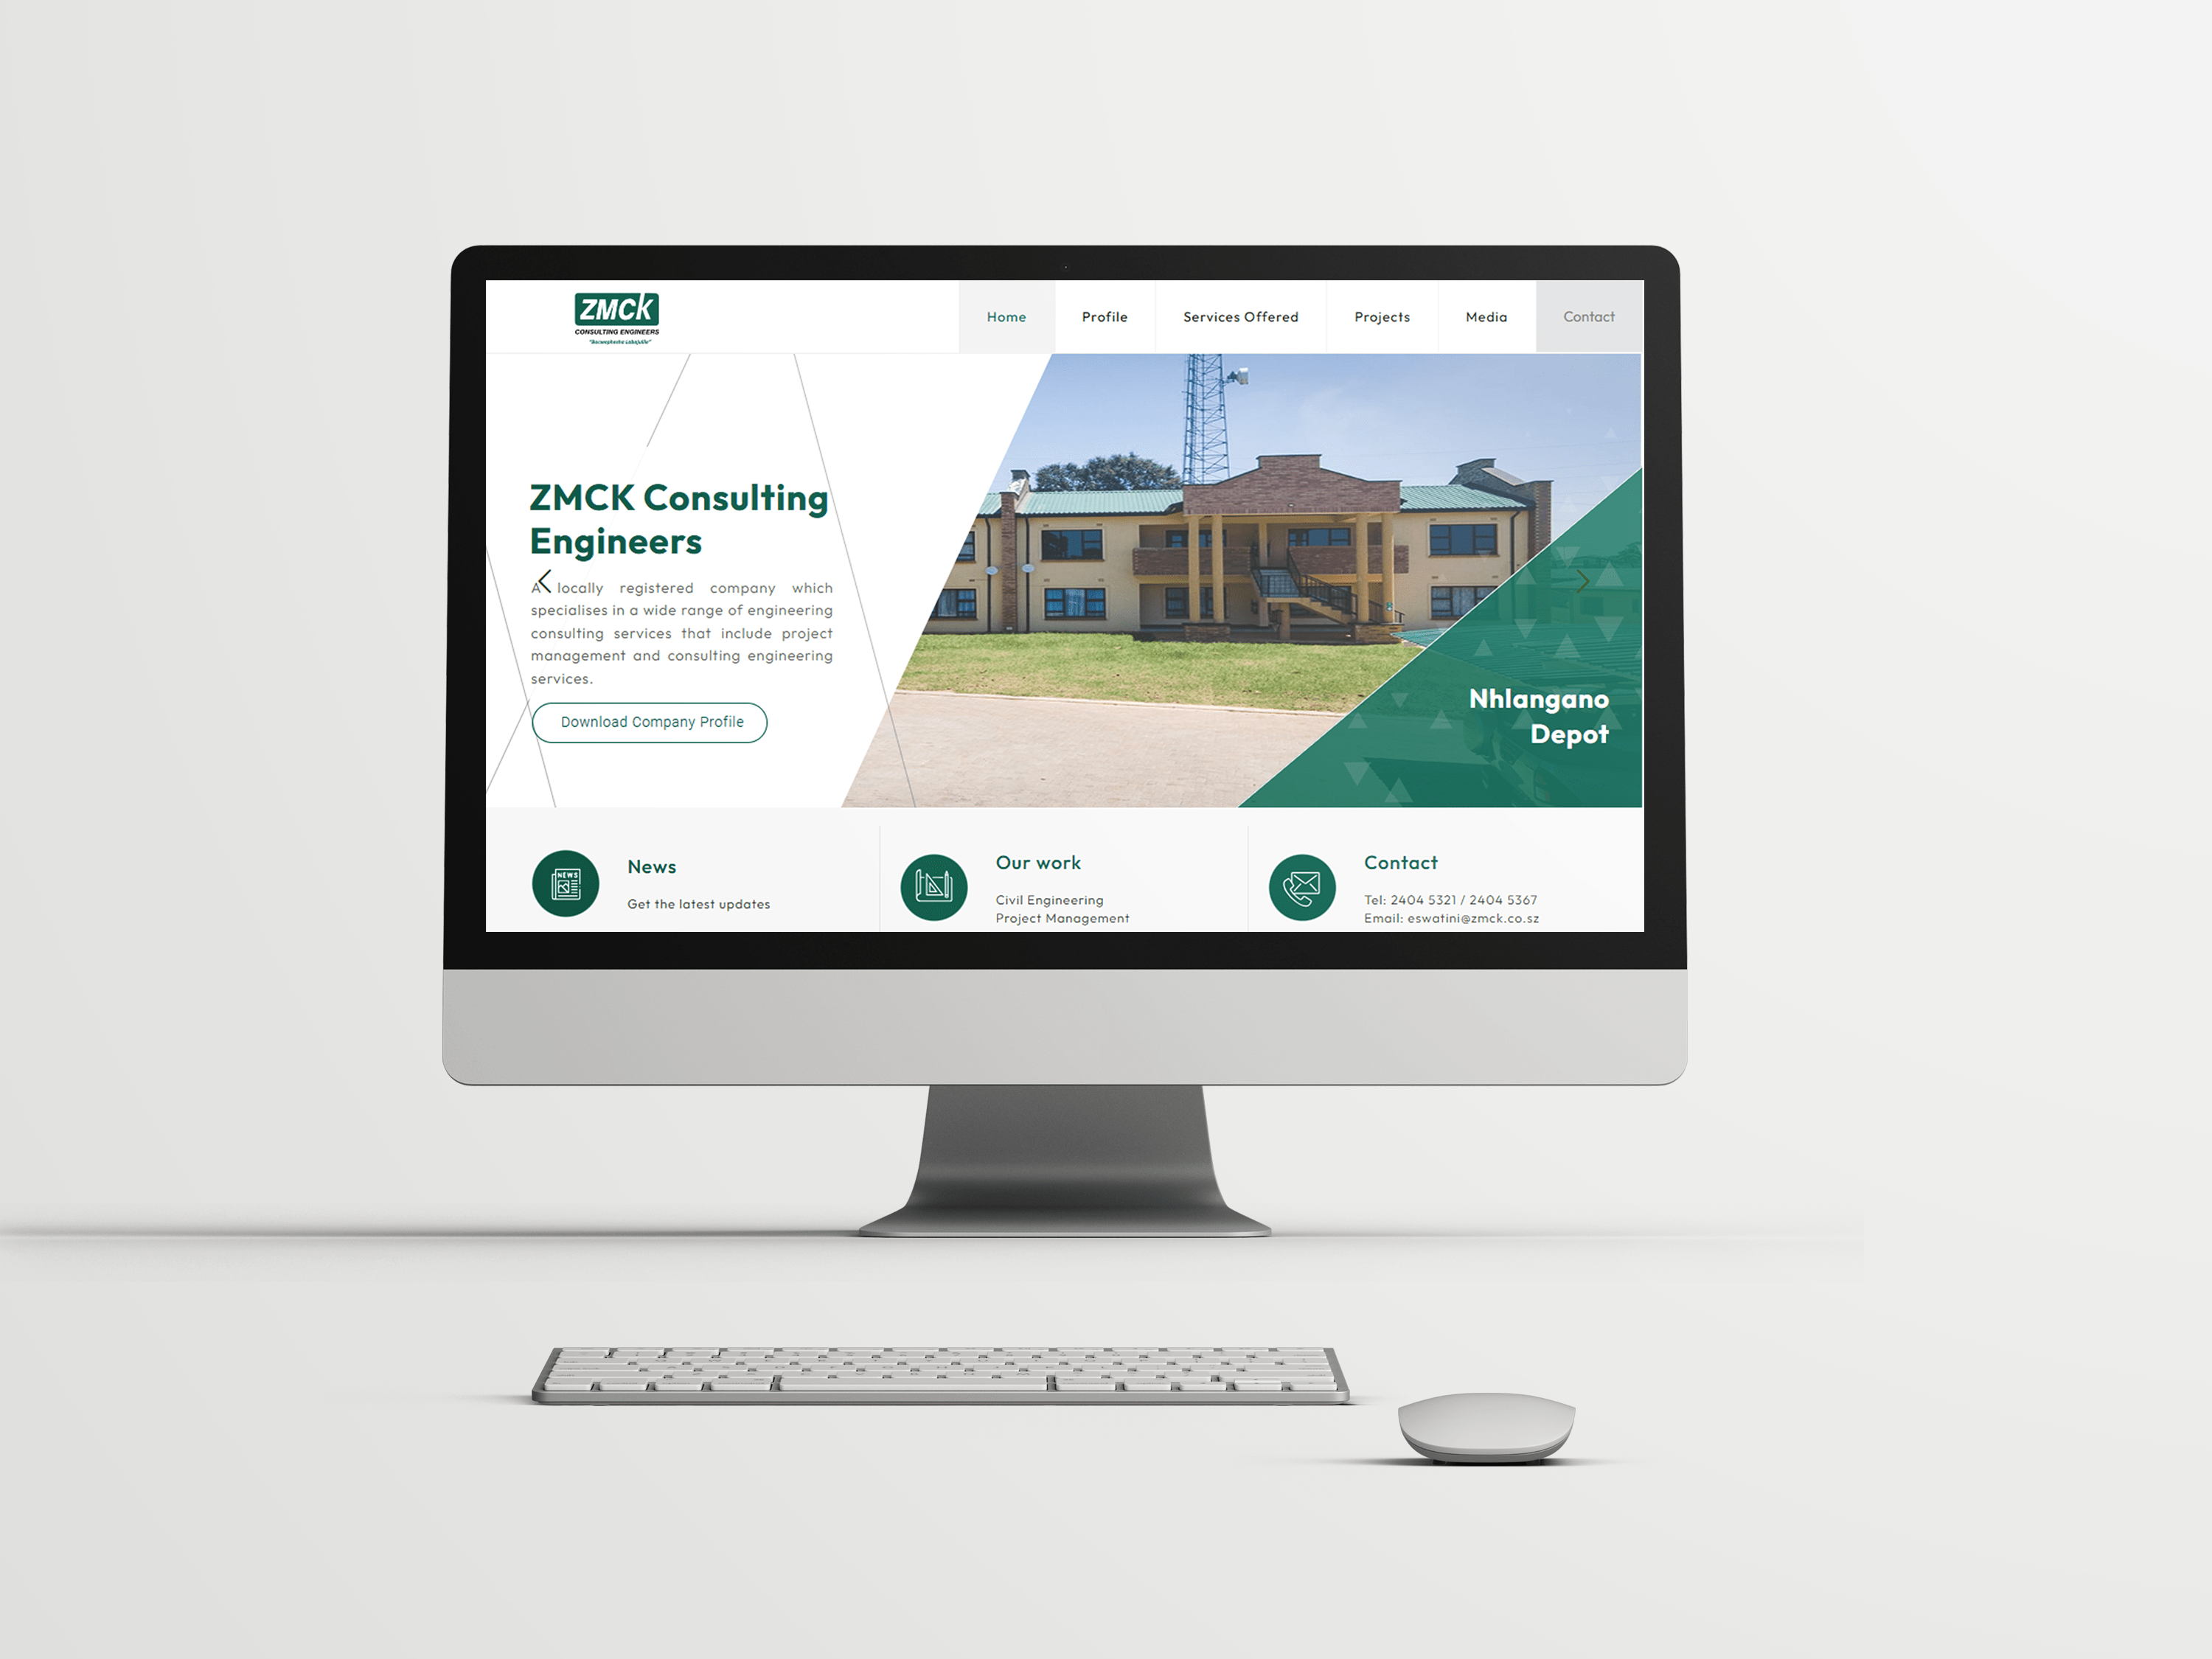 ZMCK
CONSULTING ENGINEERS
Home
Profile
Services Offered
Projects
Media
Contact
ZMCK Consulting
Engineers
A locally registered company which
specialises in a wide range of engineering
consulting services that include project
management and consulting engineering
services.
Download Company Profile
Nhlangano
Depot
NEWS
News
Get the latest updates
Our work
Civil Engineering
Project Management
Contact
Tel: 2404 5321 / 2404 5367
Email: eswatini@zmck.co.sz